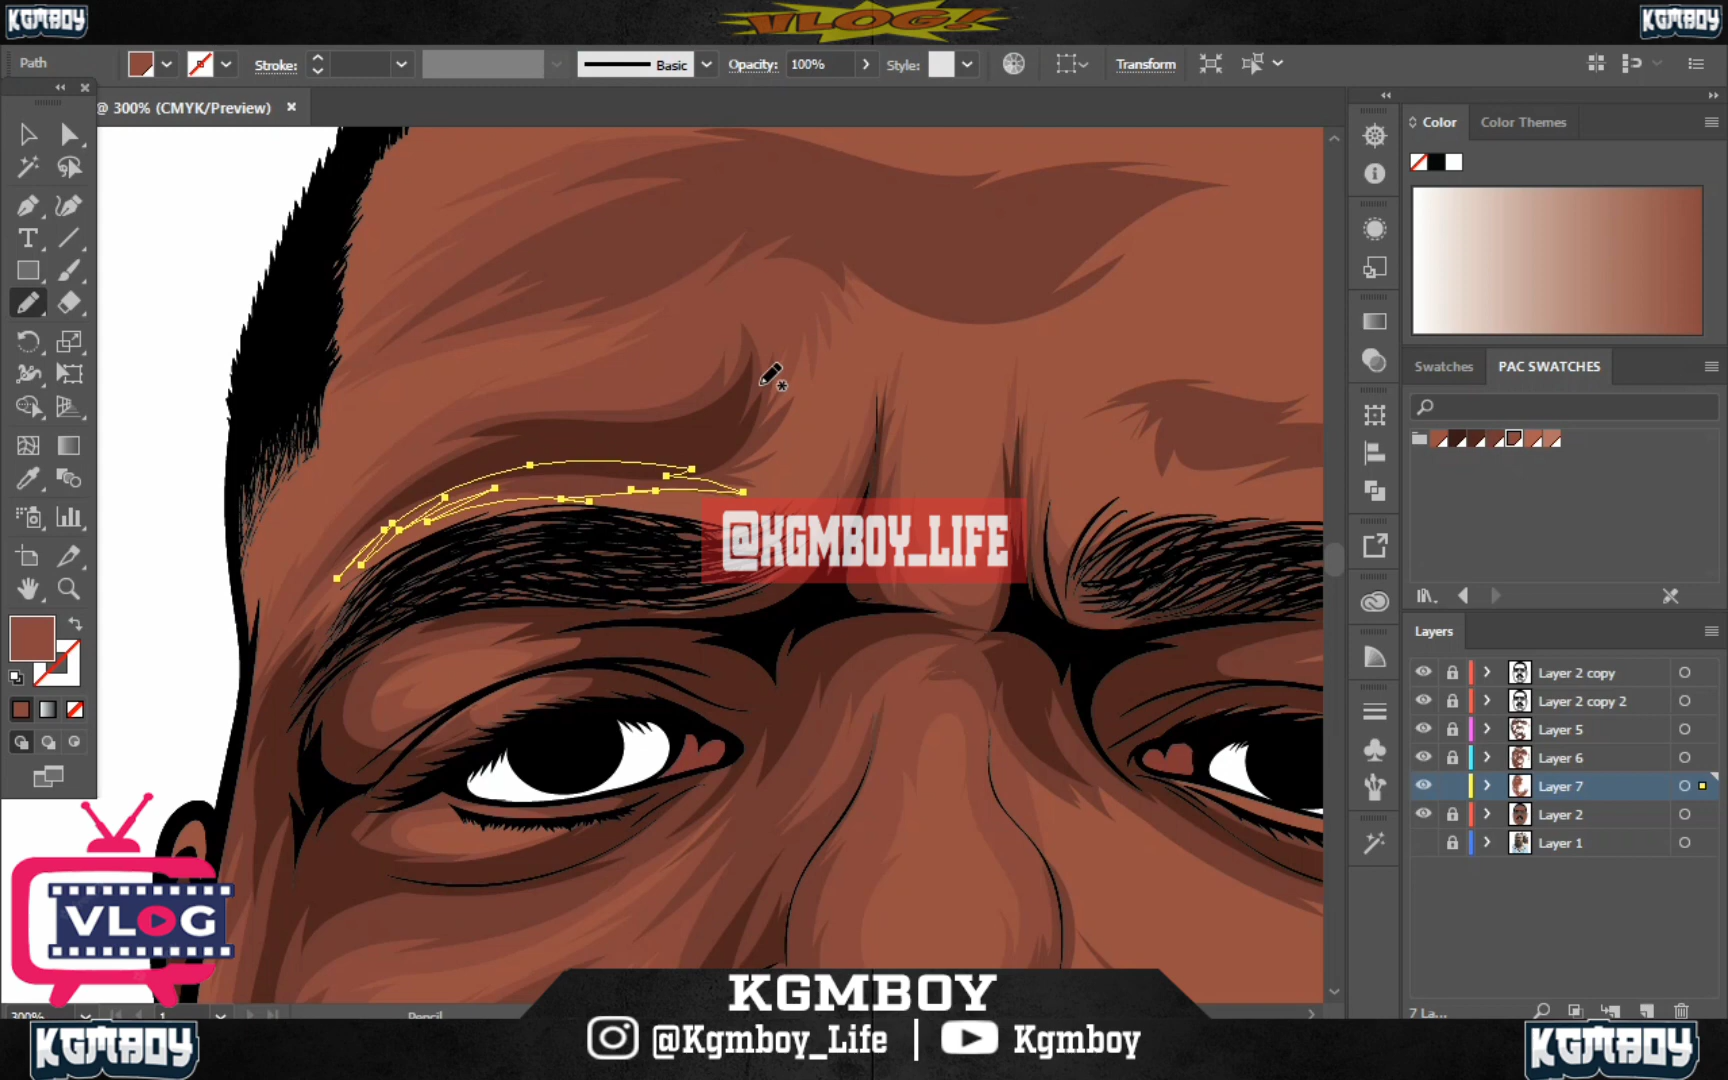 KGMBOY
VLOG!
KGMBOY
Path
Stroke:
Basic
Opacity:
100%
Style:
Transform
@ 300% (CMYK/Preview)
Color
Color Themes
Swatches
PAC SWATCHES
@KGMBOY_LIFE
Layers
Layer 2 copy
Layer 2 copy 2
Layer 5
Layer 6
Layer 7
Layer 2
Layer 1
VLOG
300%
1
Pencil
7 La...
KGMBOY
KGMBOY
@Kgmboy_Life | Kgmboy
KGMBOY